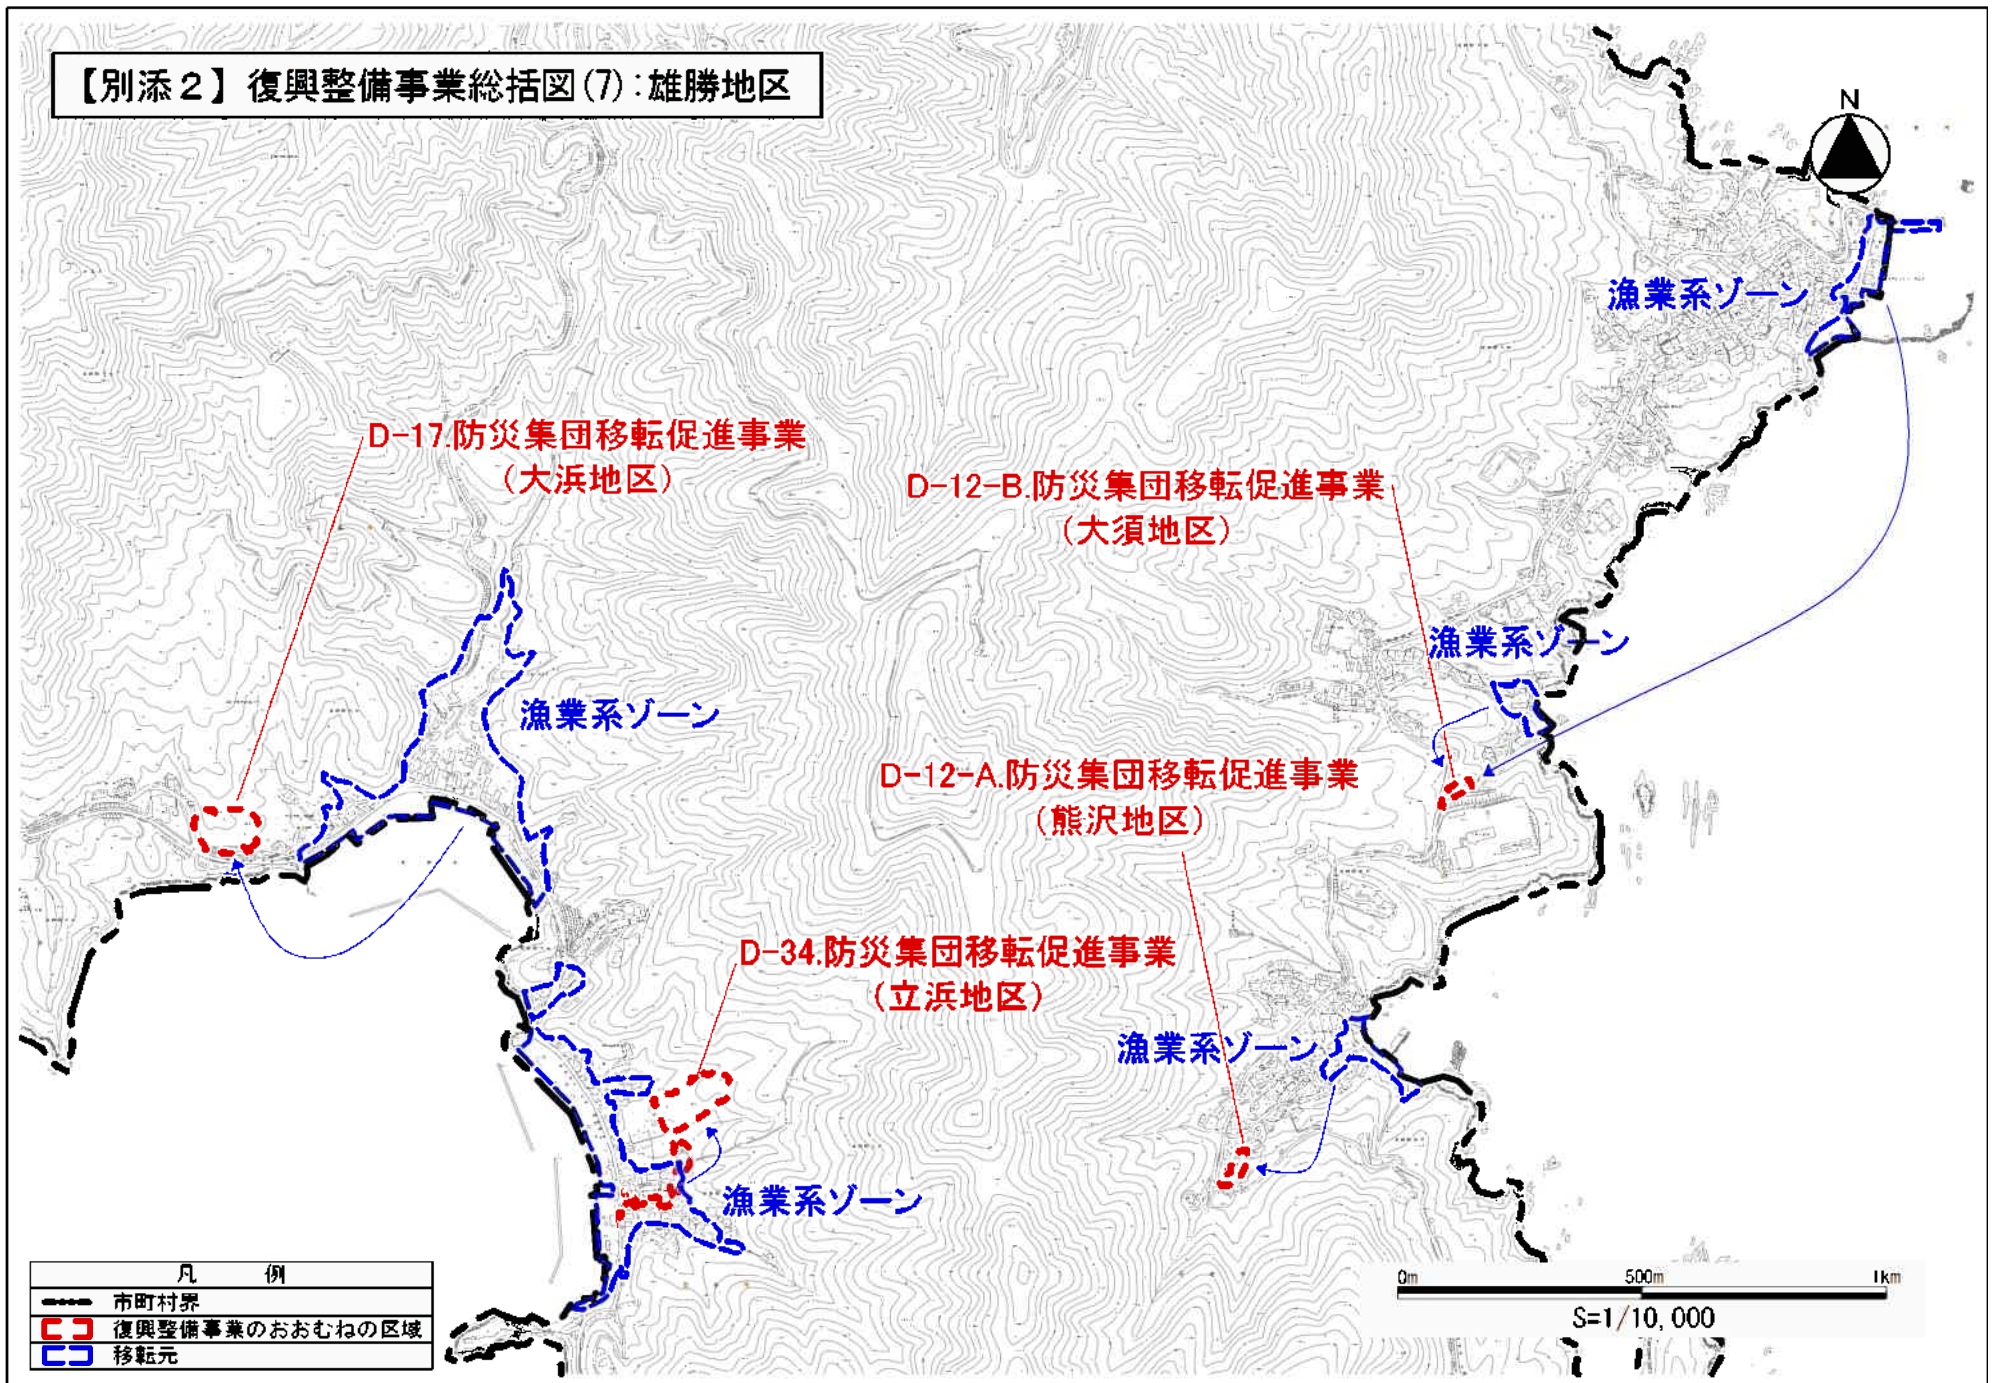 【別添２】復興整備事業総括図(7):雄勝地区
N
漁業系ゾーン
D-17.防災集団移転促進事業
(大浜地区)
D-12-B.防災集団移転促進事業
(大須地区)
漁業系ゾーン
漁業系ゾーン
D-12-A.防災集団移転促進事業
(熊沢地区)
D-34.防災集団移転促進事業
(立浜地区)
漁業系ゾーン
漁業系ゾーン
凡 例
市町村界
復興整備事業のおおむねの区域
移転元
0m 500m 1km
S=1/10,000